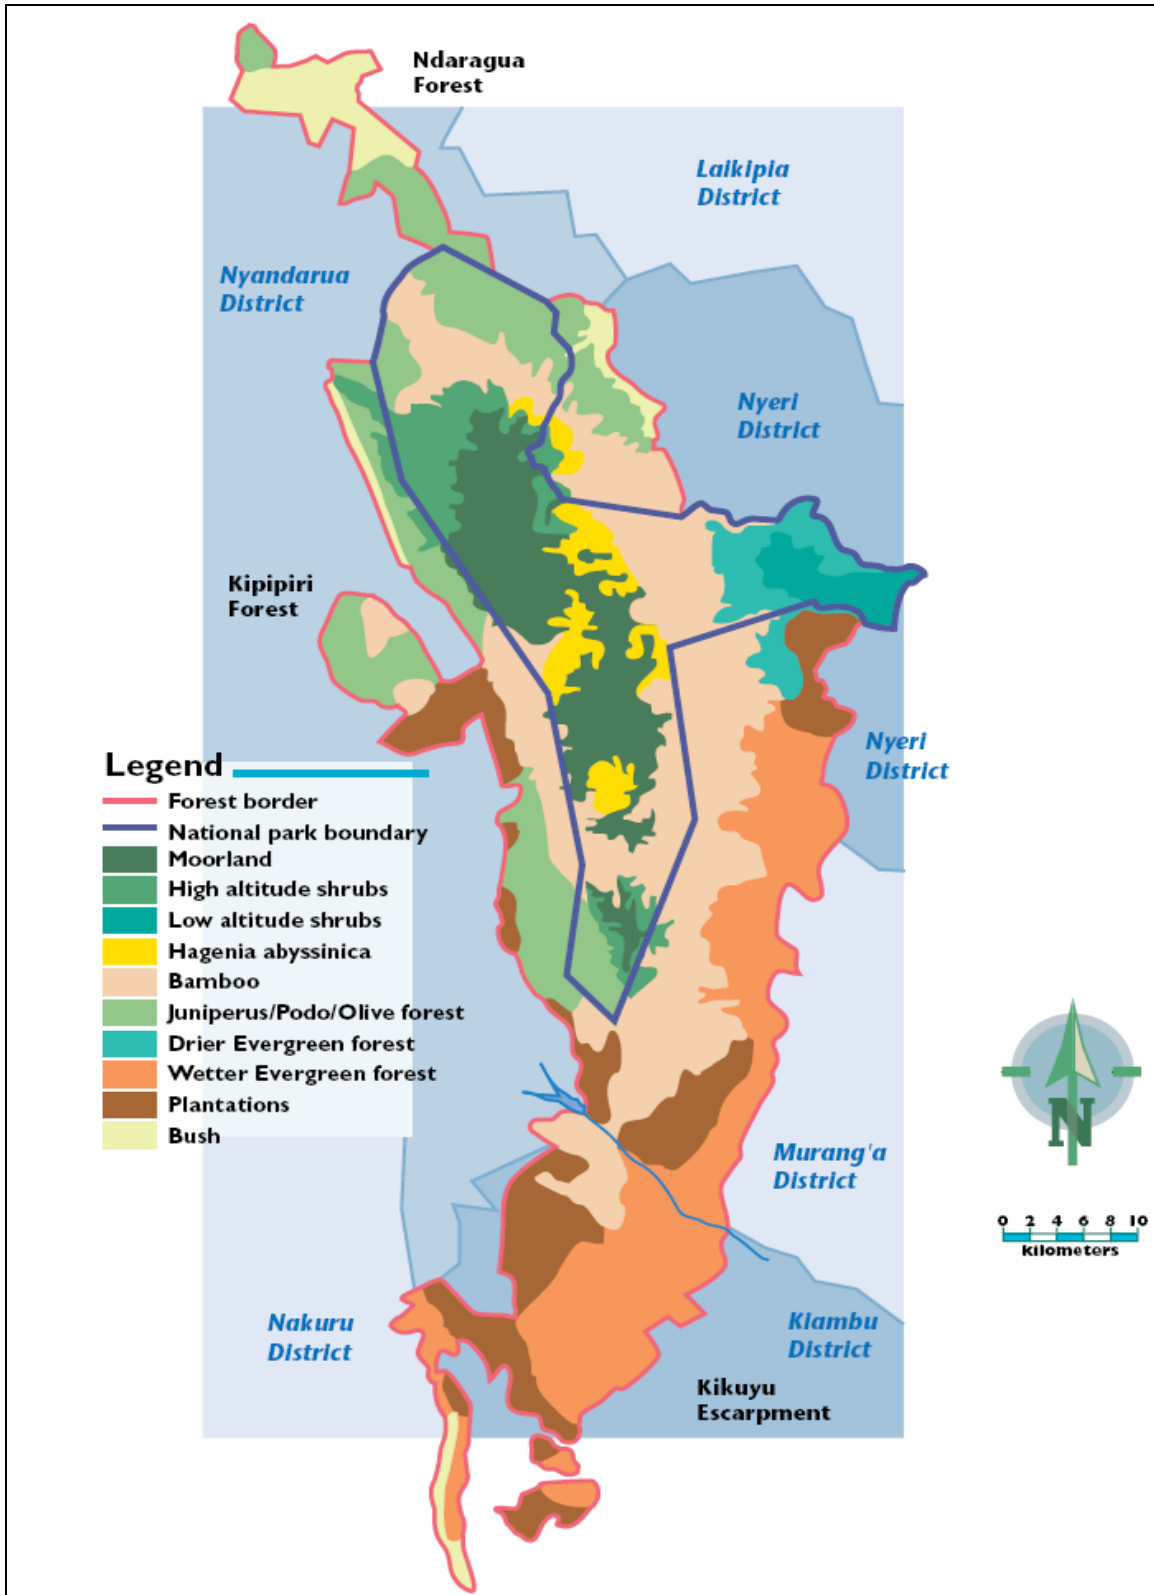 Ndaragua
Forest
Laikipia
District
Nyandarua
District
Nyeri
District
Kipipiri
Forest
Nyeri
District
Legend
Forest border
National park boundary
Moorland
High altitude shrubs
Low altitude shrubs
Hagenia abyssinica
Bamboo
Juniperus/Podo/Olive forest
Drier Evergreen forest
Wetter Evergreen forest
Plantations
Bush
N
Murang'a
District
0 2 4 6 8 10
kilometers
Nakuru
District
Kiambu
District
Kikuyu
Escarpment